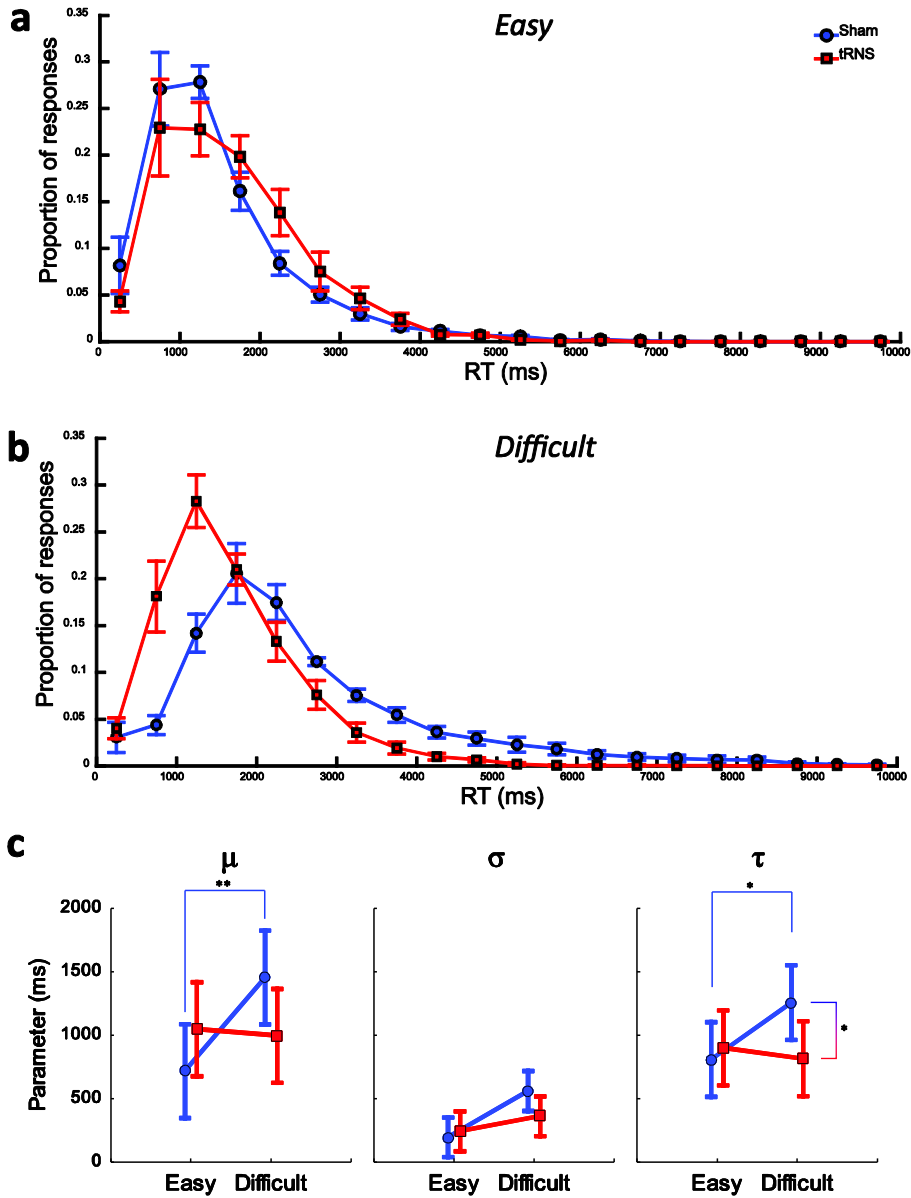 a
Easy
Sham
tRNS
Proportion of responses
0.35
0.3
0.25
0.2
0.15
0.1
0.05
0
0 1000 2000 3000 4000 5000 6000 7000 8000 9000 10000
RT (ms)
b
Difficult
Proportion of responses
0.35
0.3
0.25
0.2
0.15
0.1
0.05
0
0 1000 2000 3000 4000 5000 6000 7000 8000 9000 10000
RT (ms)
c
μ σ τ
** *
*
Parameter (ms)
2000
1500
1000
500
0
Easy Difficult Easy Difficult Easy Difficult